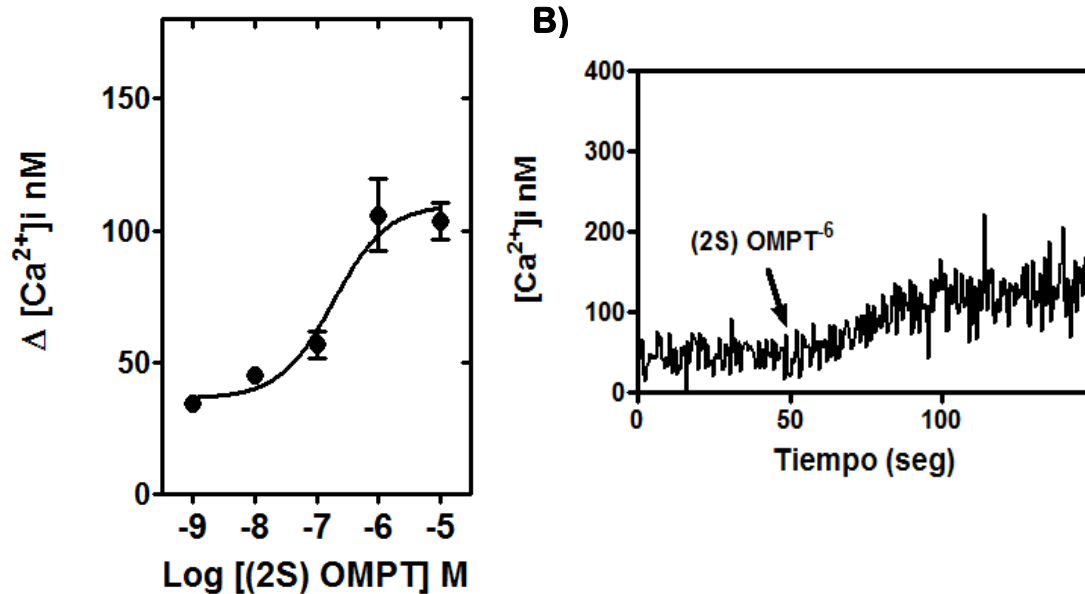 Δ [Ca²⁺]i nM
150
100
50
0
-9 -8 -7 -6 -5
Log [(2S) OMPT] M
B)
[Ca²⁺]i nM
400
300
200
100
0
(2S) OMPT⁻⁶
0 50 100
Tiempo (seg)